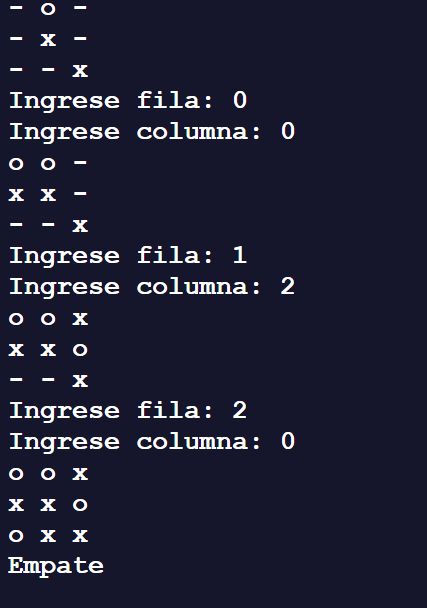 - o -
- x -
- - x
Ingrese fila: 0
Ingrese columna: 0
o o -
x x -
- - x
Ingrese fila: 1
Ingrese columna: 2
o o x
x x o
- - x
Ingrese fila: 2
Ingrese columna: 0
o o x
x x o
o x x
Empate